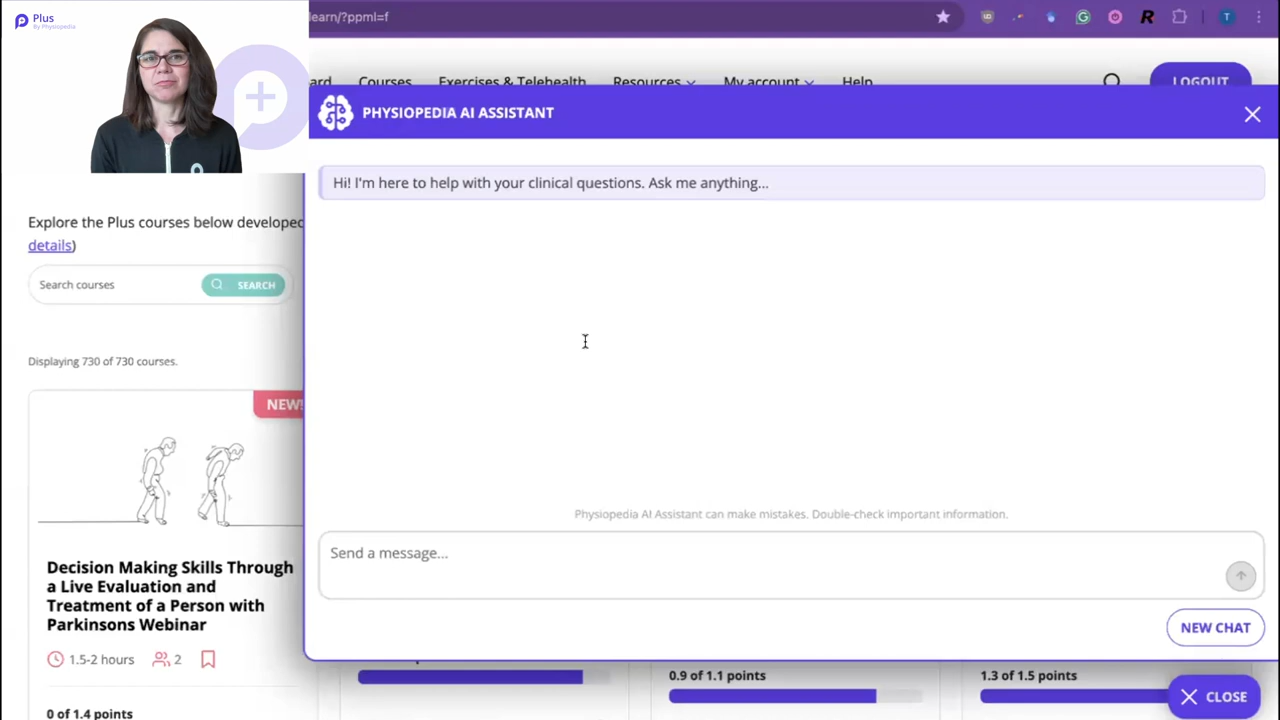 Plus
By Physiopedia
learn/?ppml=f
T
ard Courses Exercises & Telehealth Resources My account Help
LOGOUT
PHYSIOPEDIA AI ASSISTANT
Hi! I'm here to help with your clinical questions. Ask me anything...
Explore the Plus courses below developed
details)
Search courses
SEARCH
Displaying 730 of 730 courses.
NEW!
Decision Making Skills Through
a Live Evaluation and
Treatment of a Person with
Parkinsons Webinar
1.5-2 hours 2
0 of 1.4 points
Physiopedia AI Assistant can make mistakes. Double-check important information.
Send a message...
NEW CHAT
0.9 of 1.1 points
1.3 of 1.5 points
CLOSE